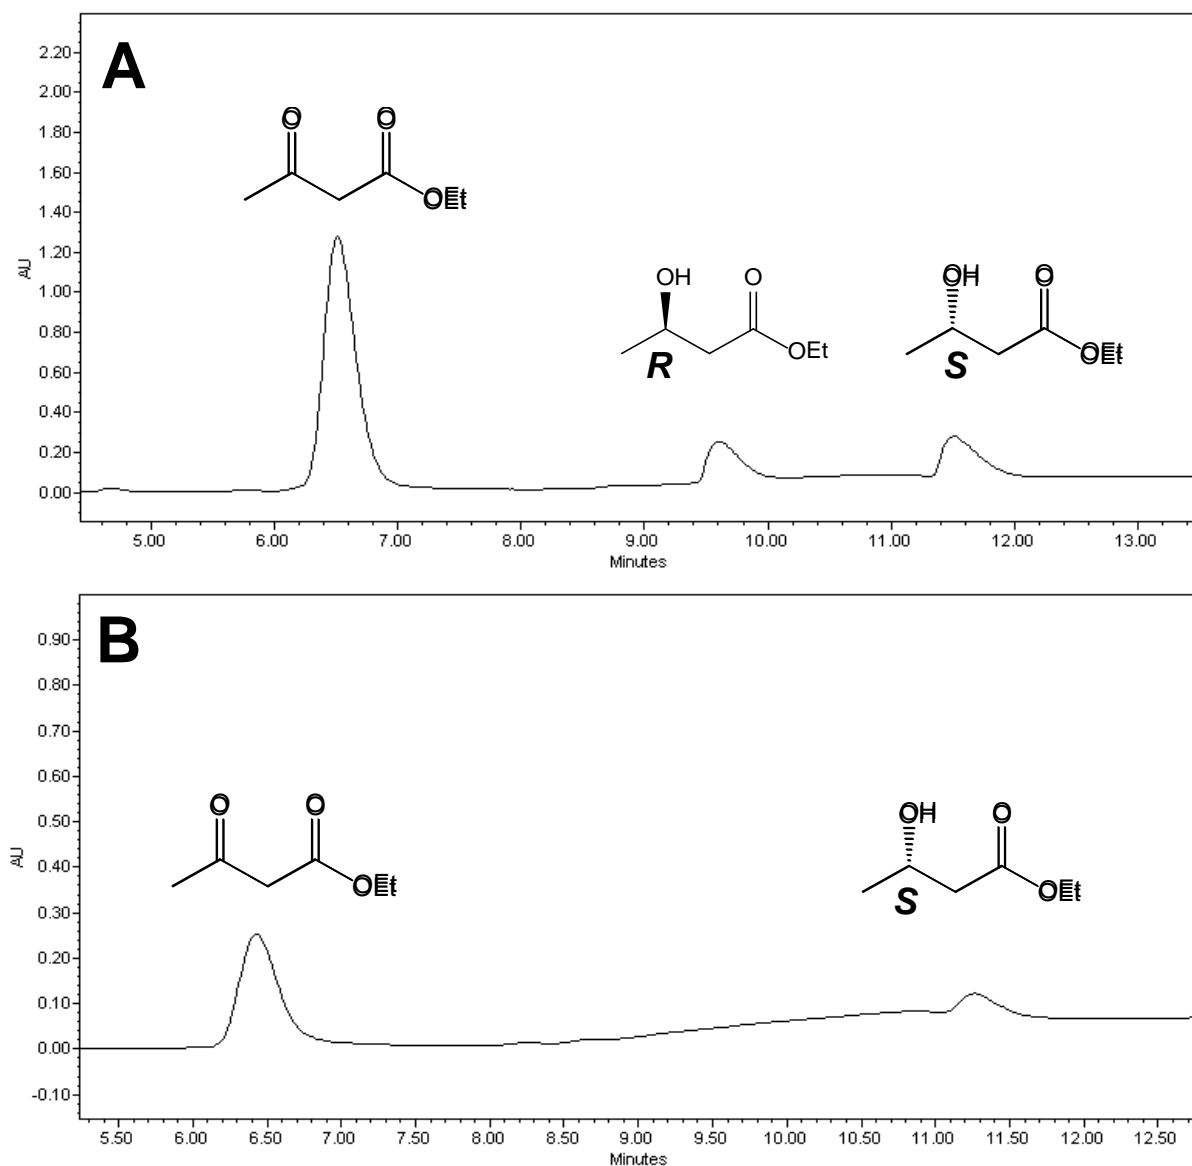 A
2.20
2.00
1.80
1.60
1.40
1.20
1.00
0.80
0.60
0.40
0.20
0.00
AU
O O
OEt
OH O
OEt
R
OH O
OEt
S
5.00 6.00 7.00 8.00 9.00 10.00 11.00 12.00 13.00
Minutes
B
0.90
0.80
0.70
0.60
0.50
0.40
0.30
0.20
0.10
0.00
-0.10
AU
O O
OEt
OH O
OEt
S
5.50 6.00 6.50 7.00 7.50 8.00 8.50 9.00 9.50 10.00 10.50 11.00 11.50 12.00 12.50
Minutes